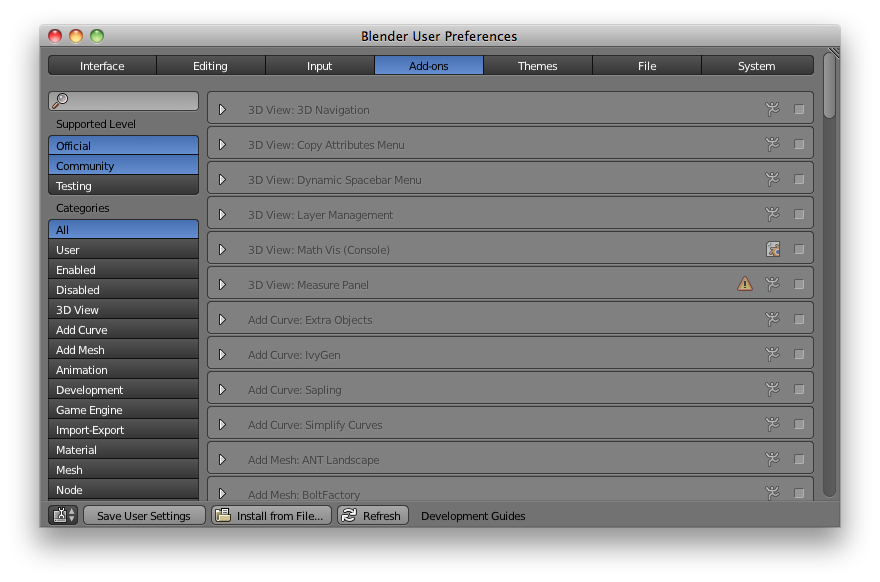 Blender User Preferences
Interface Editing Input Add-ons Themes File System
Supported Level
Official
Community
Testing
Categories
All
User
Enabled
Disabled
3D View
Add Curve
Add Mesh
Animation
Development
Game Engine
Import-Export
Material
Mesh
Node
3D View: 3D Navigation
3D View: Copy Attributes Menu
3D View: Dynamic Spacebar Menu
3D View: Layer Management
3D View: Math Vis (Console)
3D View: Measure Panel
Add Curve: Extra Objects
Add Curve: IvyGen
Add Curve: Sapling
Add Curve: Simplify Curves
Add Mesh: ANT Landscape
Add Mesh: BoltFactory
Save User Settings Install from File... Refresh Development Guides